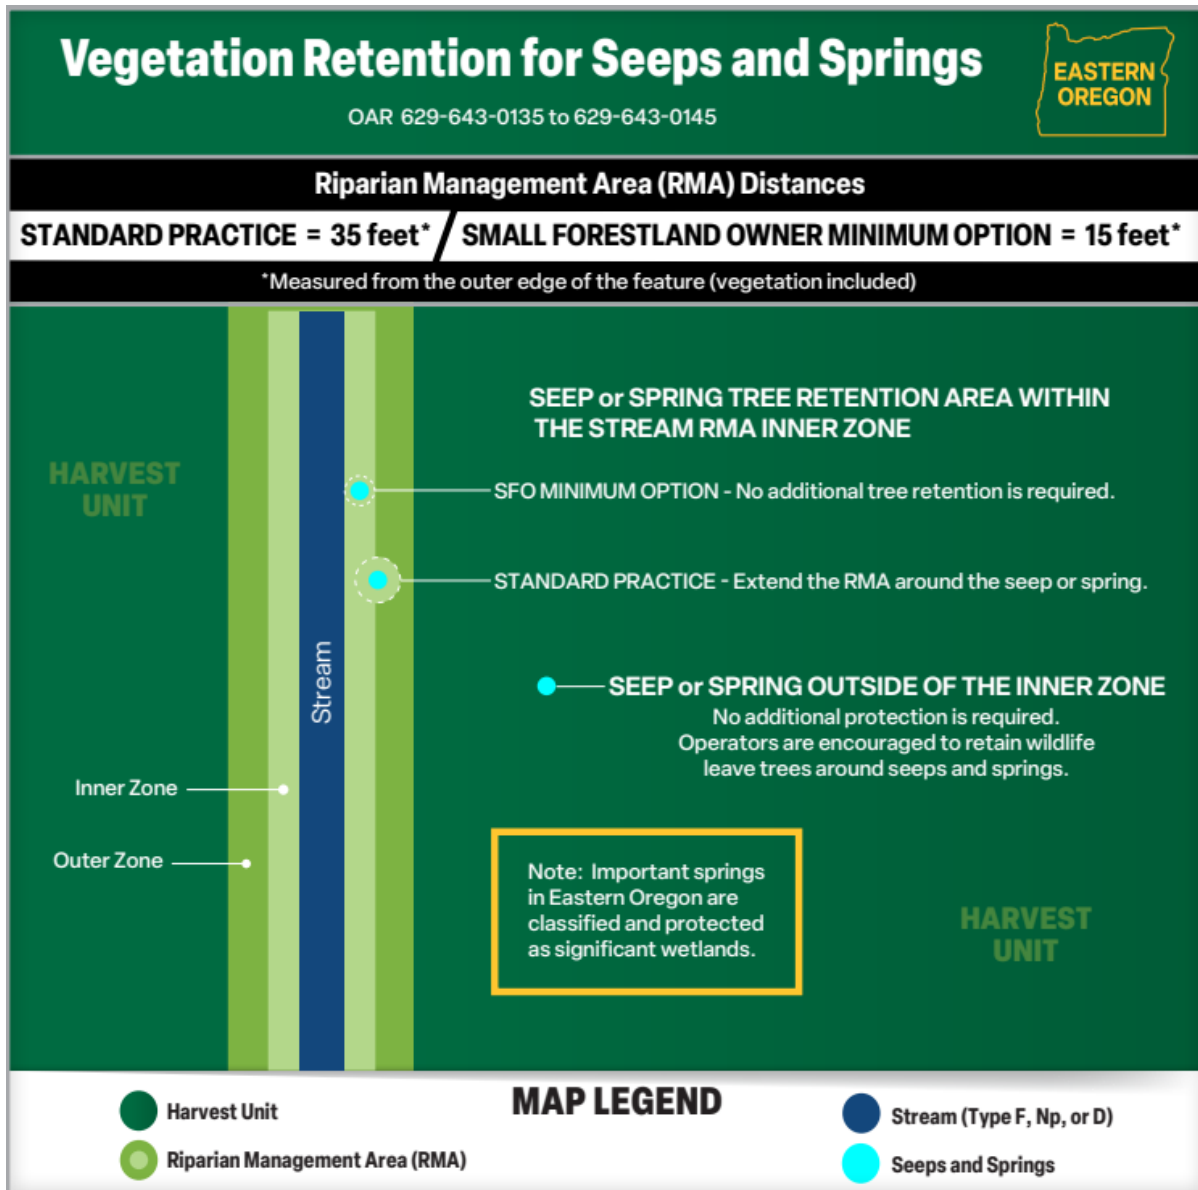 Vegetation Retention for Seeps and Springs
OAR 629-643-0135 to 629-643-0145
EASTERN
OREGON
Riparian Management Area (RMA) Distances
STANDARD PRACTICE = 35 feet* / SMALL FORESTLAND OWNER MINIMUM OPTION = 15 feet*
*Measured from the outer edge of the feature (vegetation included)
SEEP or SPRING TREE RETENTION AREA WITHIN
THE STREAM RMA INNER ZONE
HARVEST
UNIT
SFO MINIMUM OPTION - No additional tree retention is required.
STANDARD PRACTICE - Extend the RMA around the seep or spring.
Stream
SEEP or SPRING OUTSIDE OF THE INNER ZONE
No additional protection is required.
Operators are encouraged to retain wildlife
leave trees around seeps and springs.
Inner Zone
Outer Zone
Note: Important springs
in Eastern Oregon are
classified and protected
as significant wetlands.
HARVEST
UNIT
MAP LEGEND
Harvest Unit
Riparian Management Area (RMA)
Stream (Type F, Np, or D)
Seeps and Springs